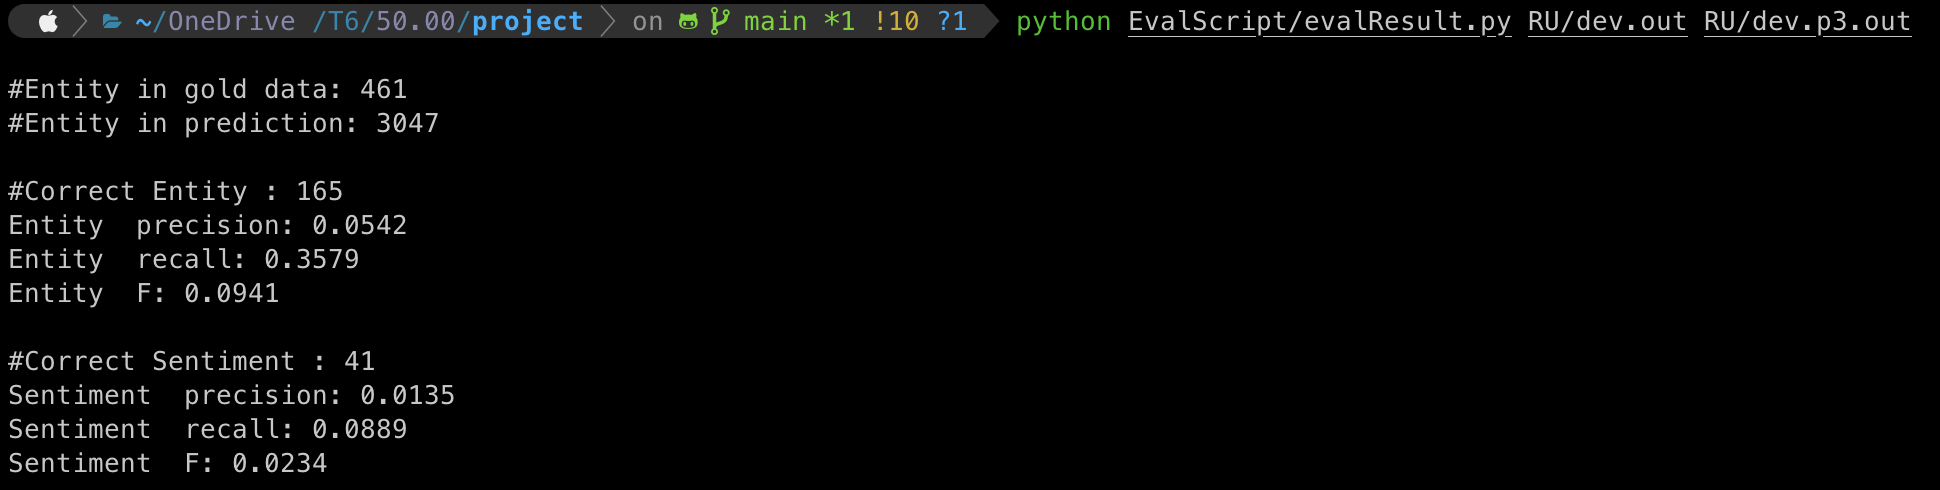 ~/OneDrive /T6/50.00/project on main *1 !10 ?1 python EvalScript/evalResult.py RU/dev.out RU/dev.p3.out
#Entity in gold data: 461
#Entity in prediction: 3047
#Correct Entity : 165
Entity  precision: 0.0542
Entity  recall: 0.3579
Entity  F: 0.0941
#Correct Sentiment : 41
Sentiment  precision: 0.0135
Sentiment  recall: 0.0889
Sentiment  F: 0.0234